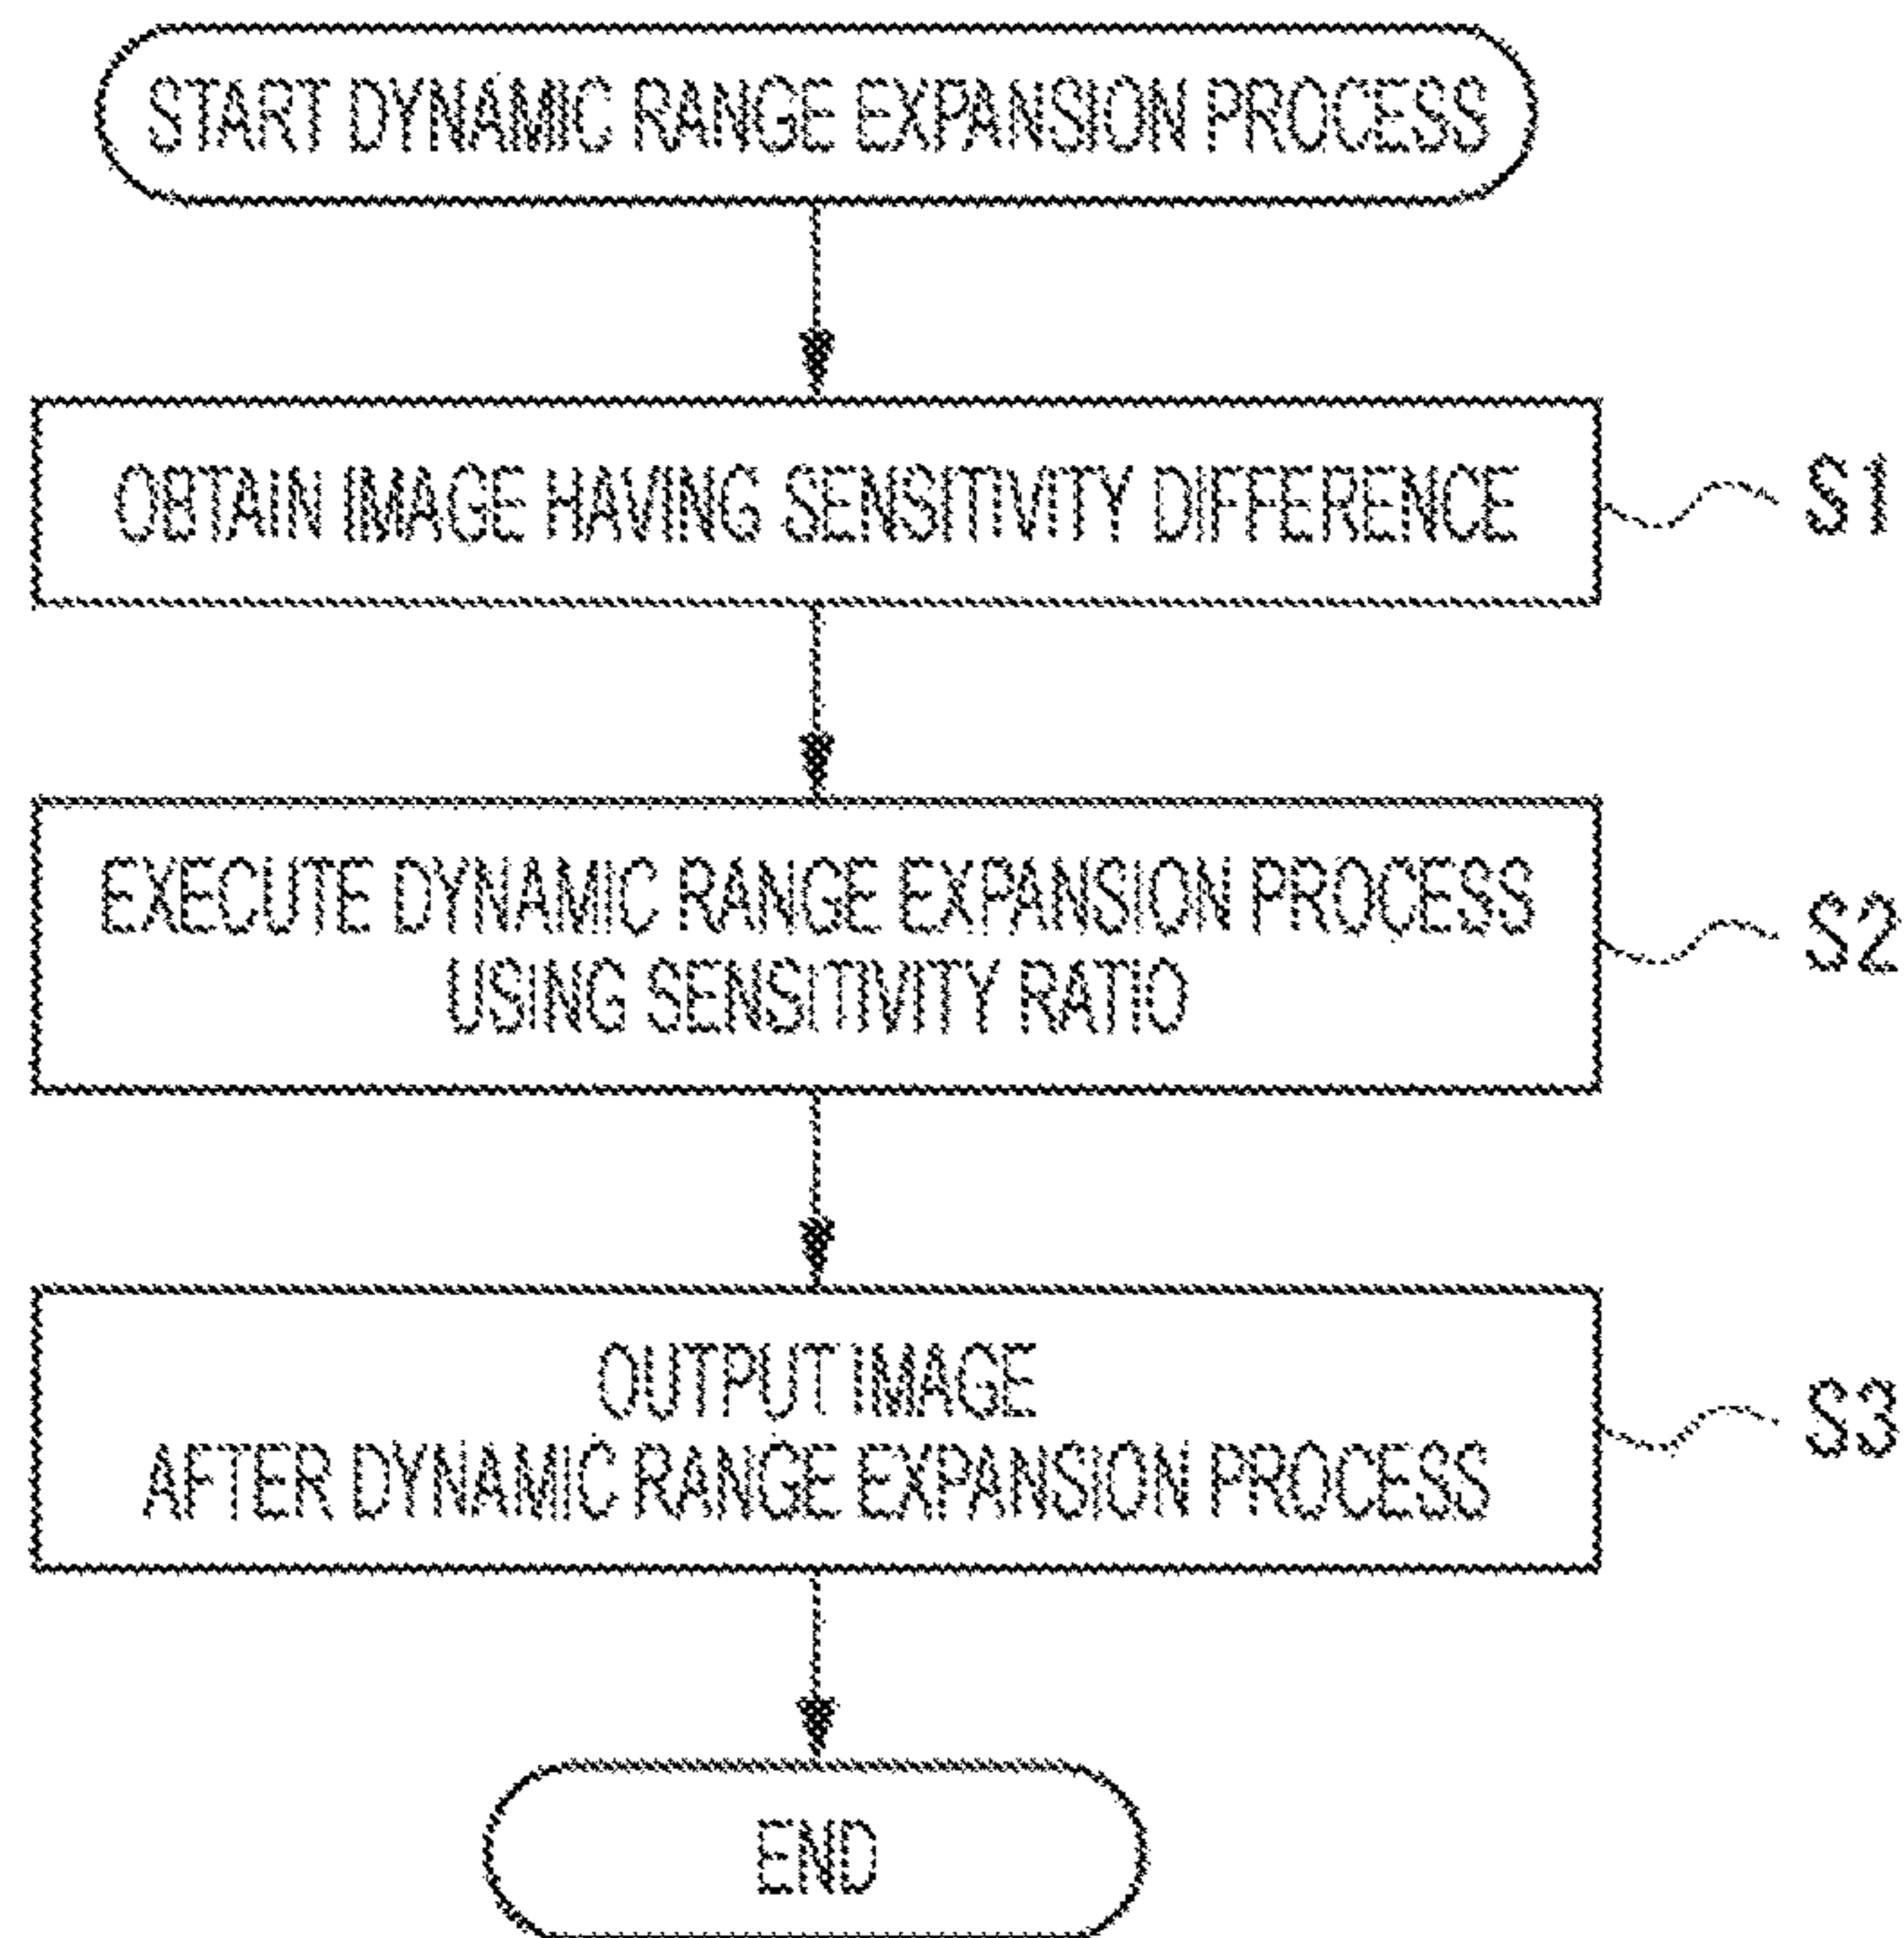 START DYNAMIC RANGE EXPANSION PROCESS
OBTAIN IMAGE HAVING SENSITIVITY DIFFERENCE
S1
EXECUTE DYNAMIC RANGE EXPANSION PROCESS
USING SENSITIVITY RATIO
S2
OUTPUT IMAGE
AFTER DYNAMIC RANGE EXPANSION PROCESS
S3
END